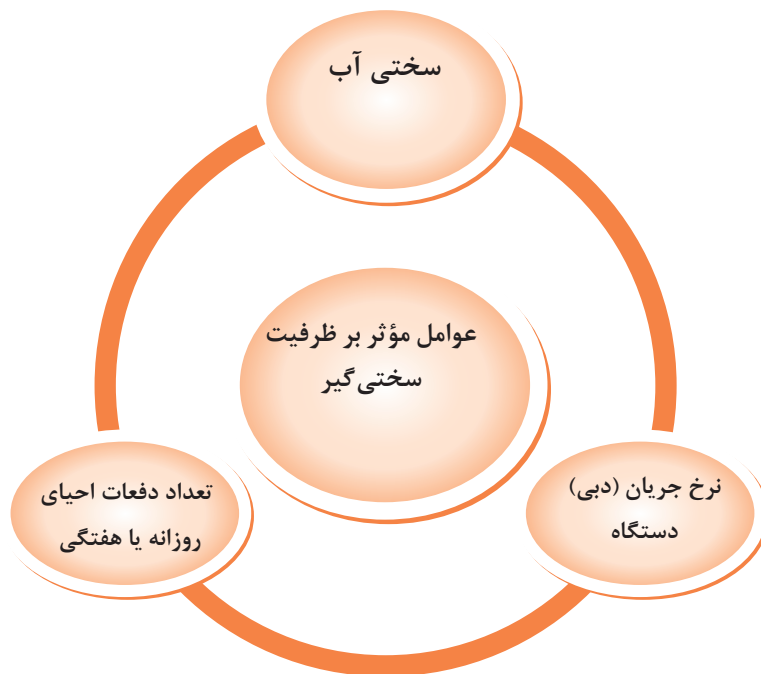 سختی آب
عوامل مؤثر بر ظرفیت
سختی‌گیر
نرخ جریان (دبی)
دستگاه
تعداد دفعات احیای
روزانه یا هفتگی